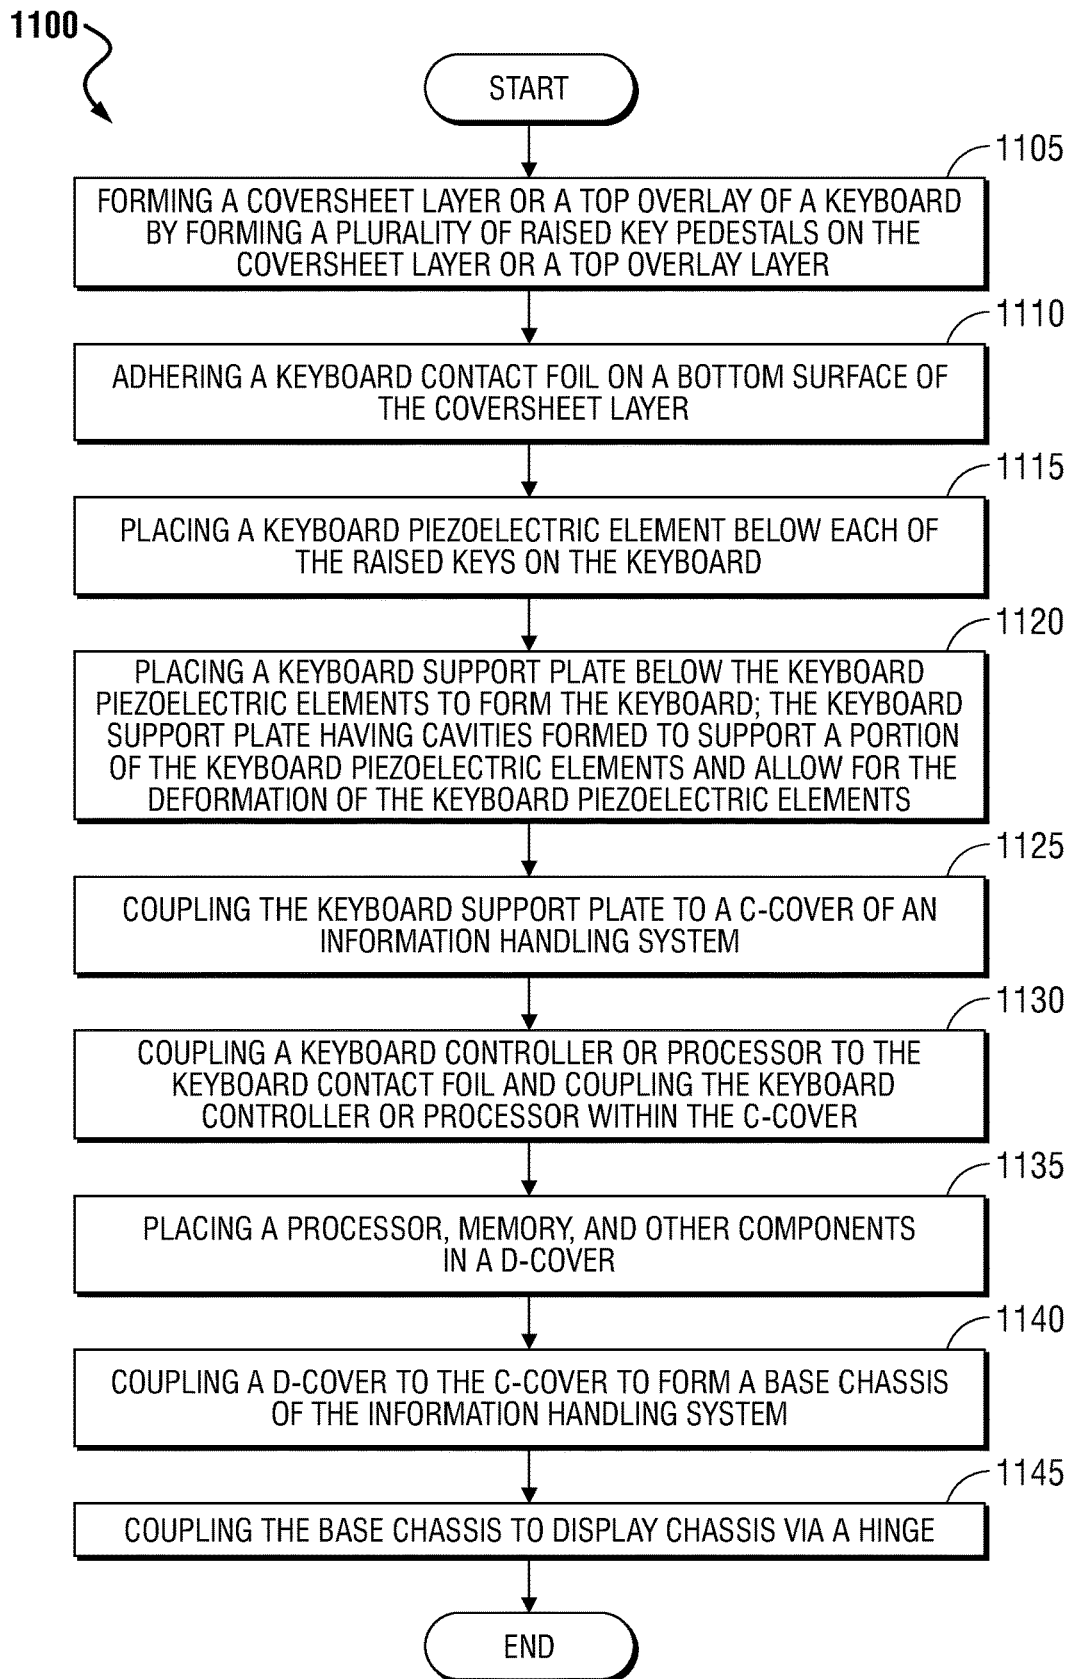 1100
START
1105
FORMING A COVERSHEET LAYER OR A TOP OVERLAY OF A KEYBOARD
BY FORMING A PLURALITY OF RAISED KEY PEDESTALS ON THE
COVERSHEET LAYER OR A TOP OVERLAY LAYER
1110
ADHERING A KEYBOARD CONTACT FOIL ON A BOTTOM SURFACE OF
THE COVERSHEET LAYER
1115
PLACING A KEYBOARD PIEZOELECTRIC ELEMENT BELOW EACH OF
THE RAISED KEYS ON THE KEYBOARD
1120
PLACING A KEYBOARD SUPPORT PLATE BELOW THE KEYBOARD
PIEZOELECTRIC ELEMENTS TO FORM THE KEYBOARD; THE KEYBOARD
SUPPORT PLATE HAVING CAVITIES FORMED TO SUPPORT A PORTION
OF THE KEYBOARD PIEZOELECTRIC ELEMENTS AND ALLOW FOR THE
DEFORMATION OF THE KEYBOARD PIEZOELECTRIC ELEMENTS
1125
COUPLING THE KEYBOARD SUPPORT PLATE TO A C-COVER OF AN
INFORMATION HANDLING SYSTEM
1130
COUPLING A KEYBOARD CONTROLLER OR PROCESSOR TO THE
KEYBOARD CONTACT FOIL AND COUPLING THE KEYBOARD
CONTROLLER OR PROCESSOR WITHIN THE C-COVER
1135
PLACING A PROCESSOR, MEMORY, AND OTHER COMPONENTS
IN A D-COVER
1140
COUPLING A D-COVER TO THE C-COVER TO FORM A BASE CHASSIS
OF THE INFORMATION HANDLING SYSTEM
1145
COUPLING THE BASE CHASSIS TO DISPLAY CHASSIS VIA A HINGE
END